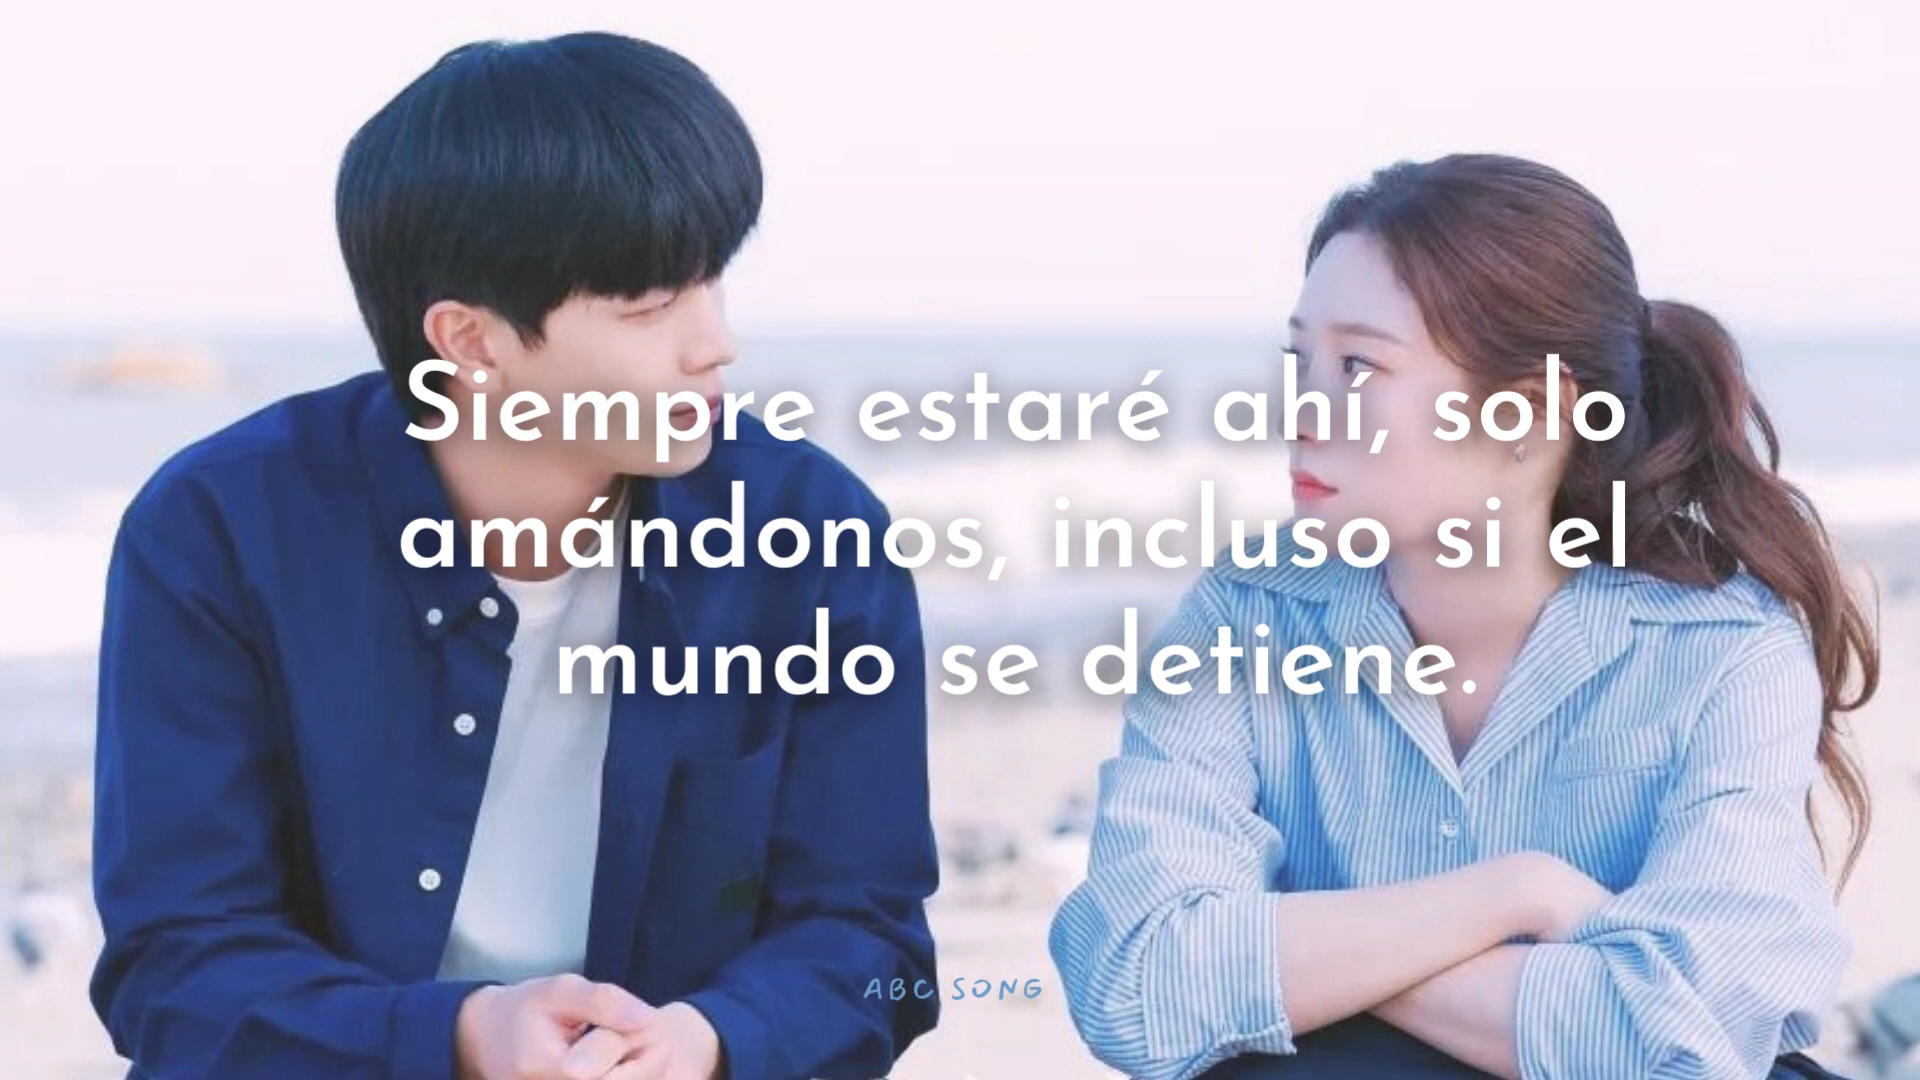 Siempre estaré ahí, solo
amándonos, incluso si el
mundo se detiene.
ABC SONG